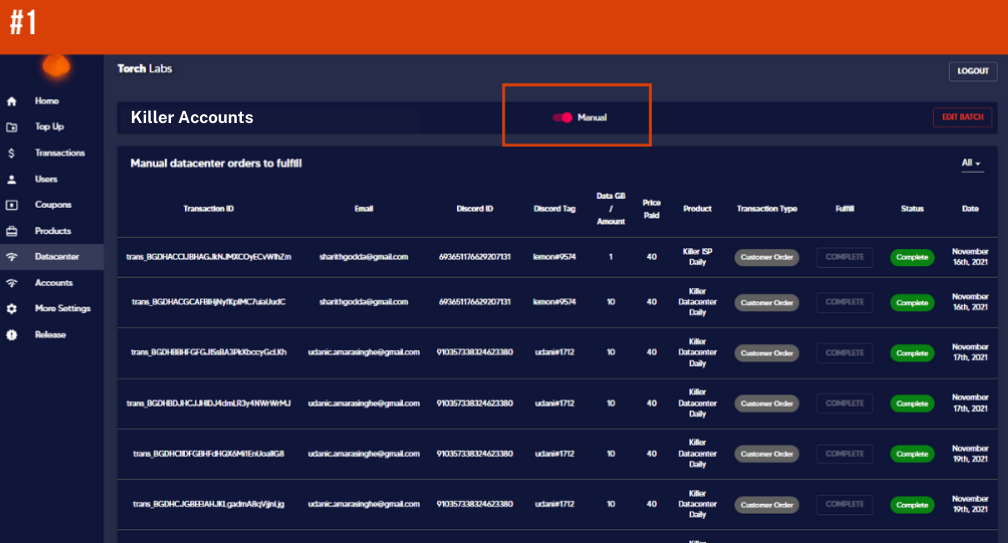 #1
Torch Labs
LOGOUT
Home
Top Up
Transactions
Users
Coupons
Products
Datacenter
Accounts
More Settings
Release
Killer Accounts
Manual
EDIT BATCH
Manual datacenter orders to fulfill
All
Transaction ID Email Discord ID Discord Tag Data GB / Amount Price Paid Product Transaction Type Fulfill Status Date
sharithgodda@gmail.com 693651176629207131 lemon#9574 1 40 Killer ISP Daily Customer Order COMPLETE Complete November 16th, 2021
sharithgodda@gmail.com 693651176629207131 lemon#9574 10 40 Killer Datacenter Daily Customer Order COMPLETE Complete November 16th, 2021
udanic.amarasinghe@gmail.com 910357338324623380 udani#1712 10 40 Killer Datacenter Daily Customer Order COMPLETE Complete November 17th, 2021
udanic.amarasinghe@gmail.com 910357338324623380 udani#1712 10 40 Killer Datacenter Daily Customer Order COMPLETE Complete November 17th, 2021
udanic.amarasinghe@gmail.com 910357338324623380 udani#1712 10 40 Killer Datacenter Daily Customer Order COMPLETE Complete November 19th, 2021
udanic.amarasinghe@gmail.com 910357338324623380 udani#1712 10 40 Killer Datacenter Daily Customer Order COMPLETE Complete November 19th, 2021